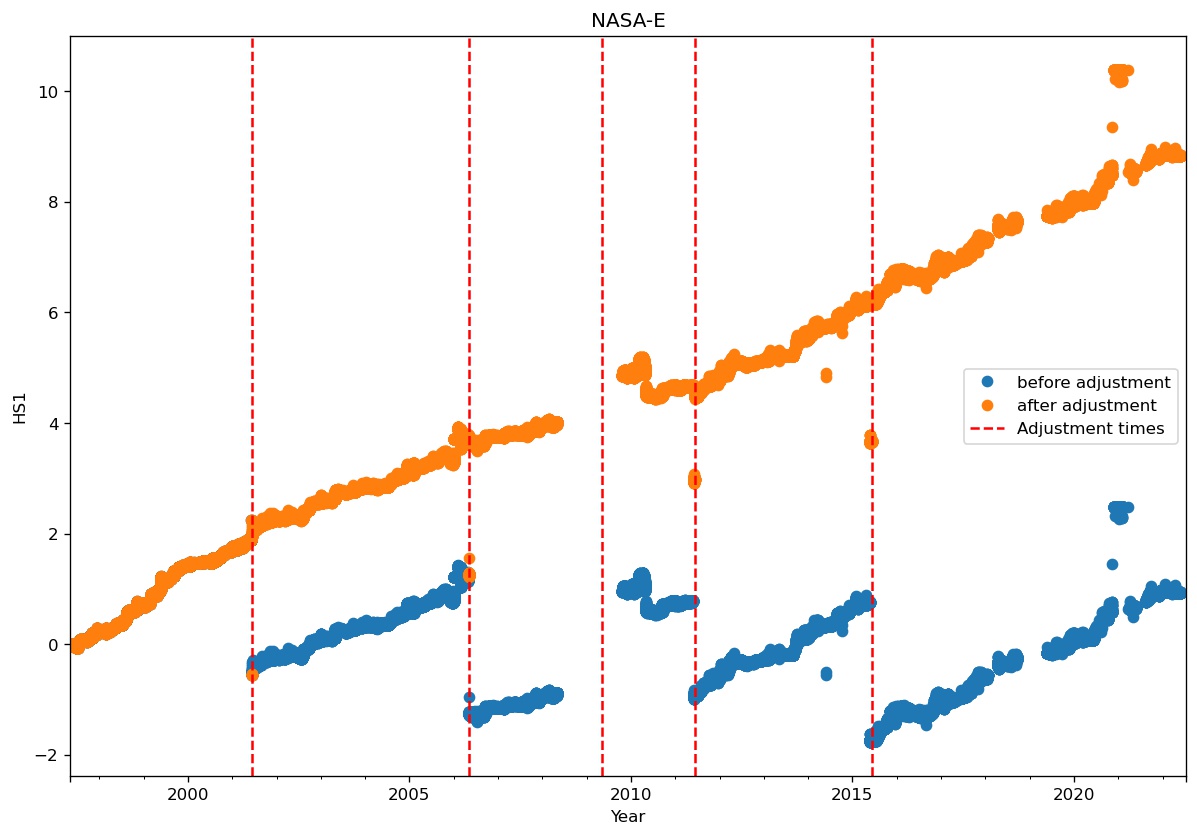 NASA-E
HS1
10
8
6
4
2
0
−2
before adjustment
after adjustment
Adjustment times
2000
2005
2010
2015
2020
Year